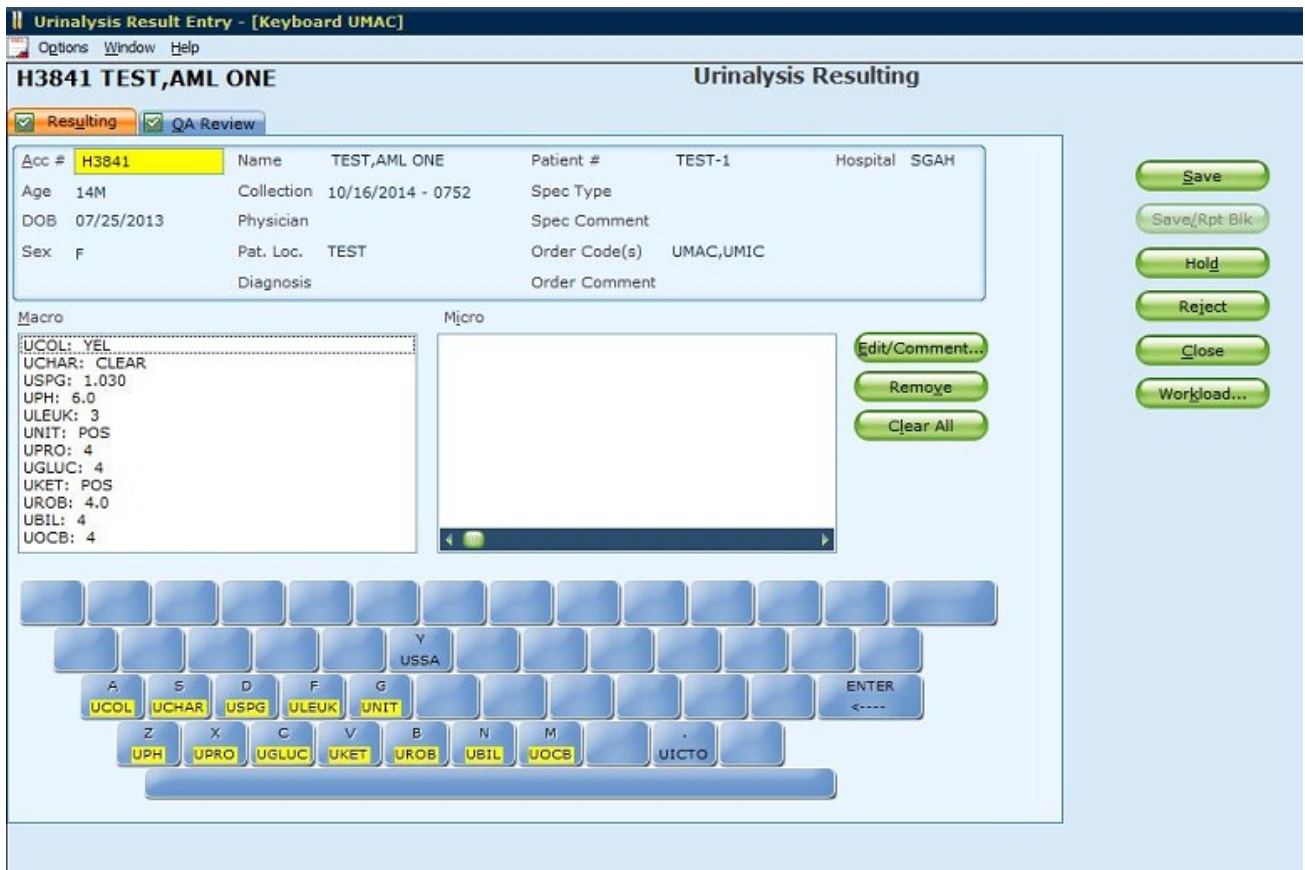 Urinalysis Result Entry - [Keyboard UMAC]
Options Window Help
H3841 TEST,AML ONE Urinalysis Resulting
Resulting QA Review
Acc # H3841 Name TEST,AML ONE Patient # TEST-1 Hospital SGAH
Age 14M Collection 10/16/2014 - 0752 Spec Type
DOB 07/25/2013 Physician Spec Comment
Sex F Pat. Loc. TEST Order Code(s) UMAC,UMIC
Diagnosis Order Comment
Save
Save/Rpt Blk
Hold
Reject
Close
Workload...
Macro Micro
UCOL: YEL
UCHAR: CLEAR
USPG: 1.030
UPH: 6.0
ULEUK: 3
UNIT: POS
UPRO: 4
UGLUC: 4
UKET: POS
UROB: 4.0
UBIL: 4
UOCB: 4
Edit/Comment...
Remove
Clear All
Y
USSA
A S D F G ENTER
UCOL UCHAR USPG ULEUK UNIT <----
Z X C V B N M .
UPH UPRO UGLUC UKET UROB UBIL UOCB UICTO